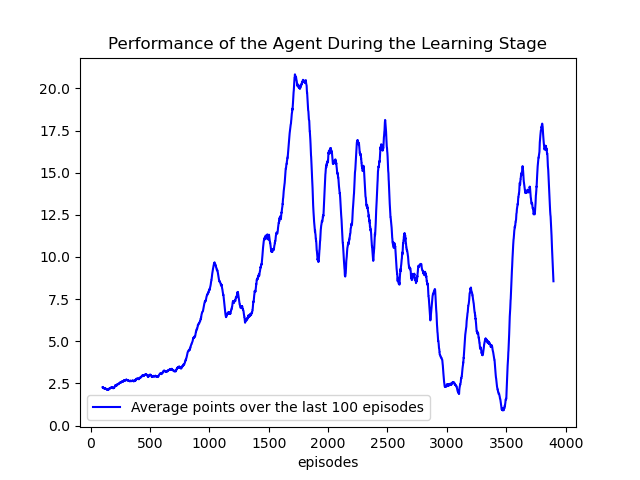 Performance of the Agent During the Learning Stage
20.0
17.5
15.0
12.5
10.0
7.5
5.0
2.5
0.0
Average points over the last 100 episodes
0 500 1000 1500 2000 2500 3000 3500 4000
episodes